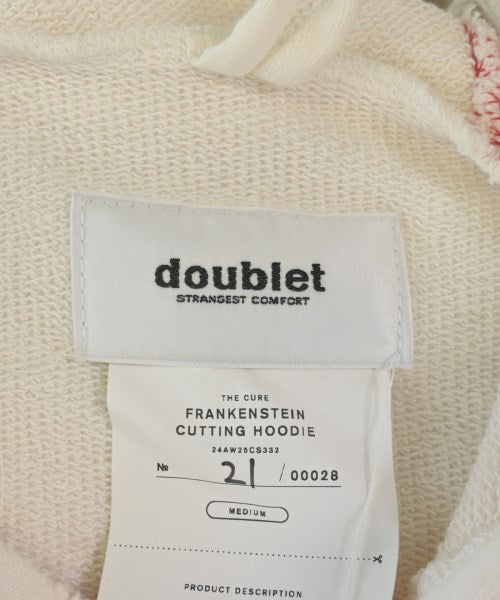 doublet
STRANGEST COMFORT
THE CURE
FRANKENSTEIN
CUTTING HOODIE
24AW25CS332
№ 21 / 00028
MEDIUM
PRODUCT DESCRIPTION